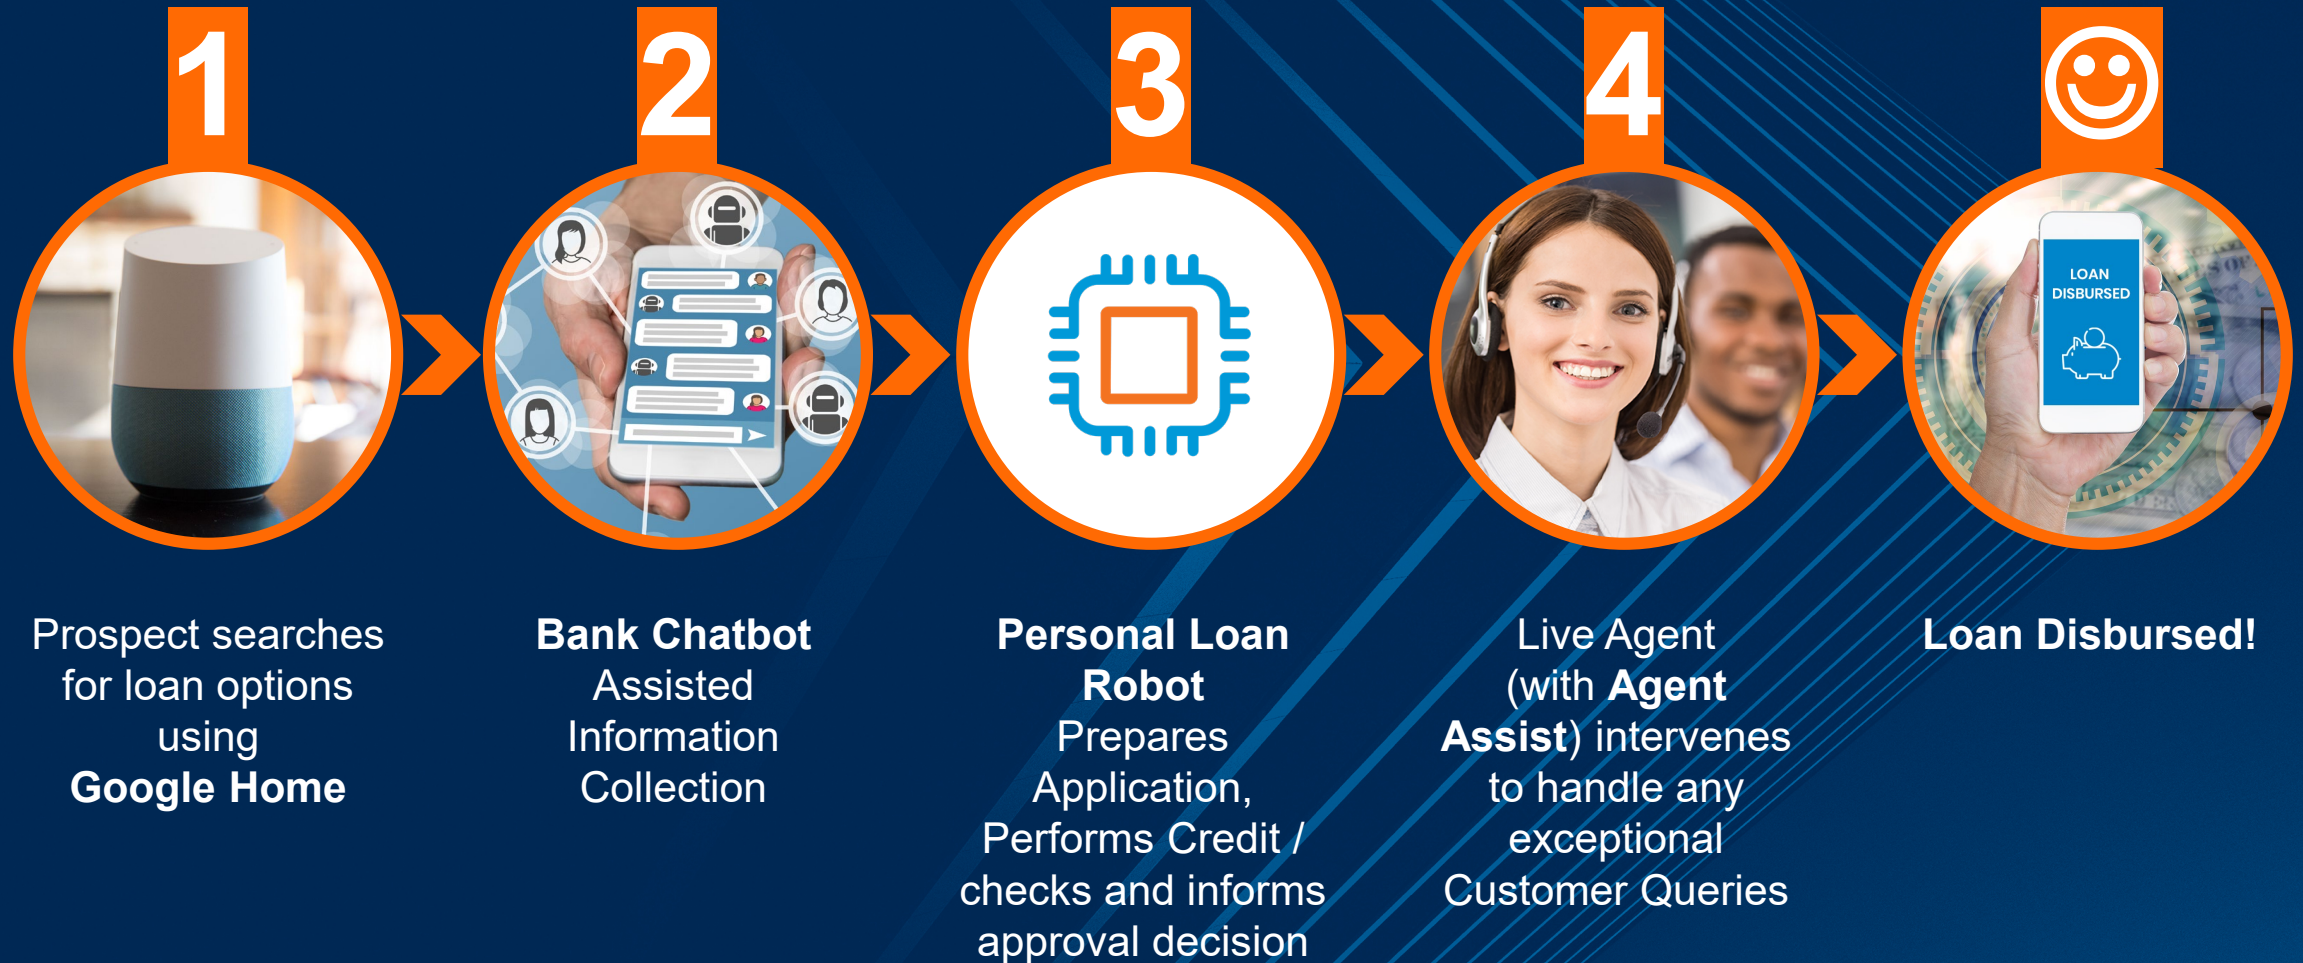 1
2
3
4
LOAN
DISBURSED
Prospect searches
for loan options
using
Google Home
Bank Chatbot
Assisted
Information
Collection
Personal Loan
Robot
Prepares
Application,
Performs Credit /
checks and informs
approval decision
Live Agent
(with Agent
Assist) intervenes
to handle any
exceptional
Customer Queries
Loan Disbursed!